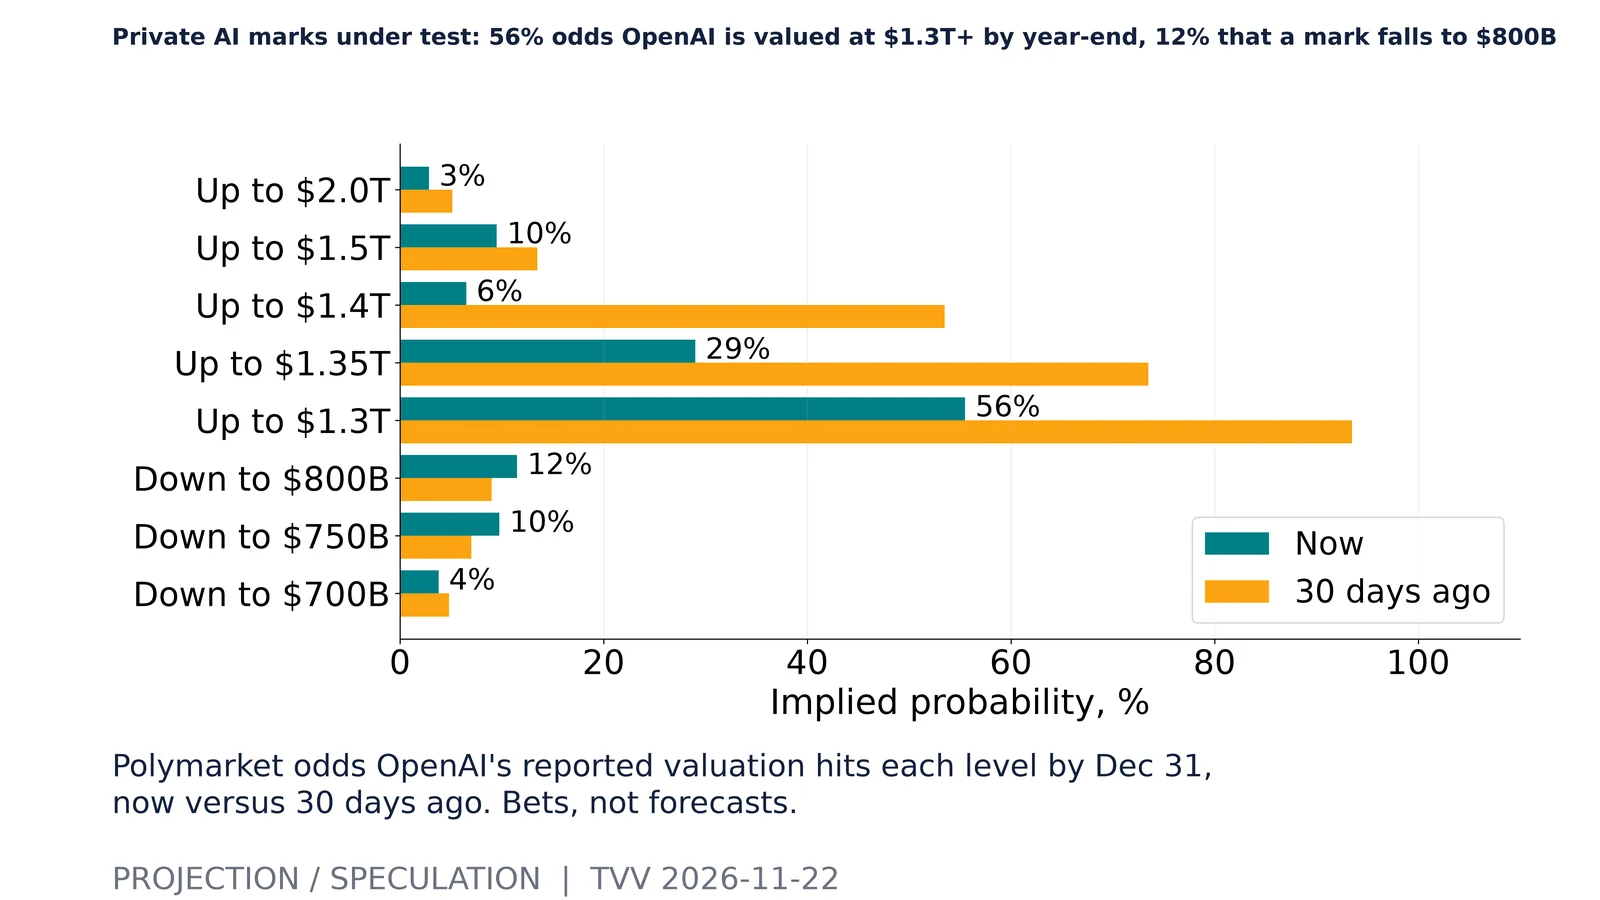 Private AI marks under test: 56% odds OpenAI is valued at $1.3T+ by year-end, 12% that a mark falls to $800B
Up to $2.0T
3%
Up to $1.5T
10%
Up to $1.4T
6%
Up to $1.35T
29%
Up to $1.3T
56%
Down to $800B
12%
Down to $750B
10%
Down to $700B
4%
Now
30 days ago
0 20 40 60 80 100
Implied probability, %
Polymarket odds OpenAI's reported valuation hits each level by Dec 31,
now versus 30 days ago. Bets, not forecasts.
PROJECTION / SPECULATION | TVV 2026-11-22